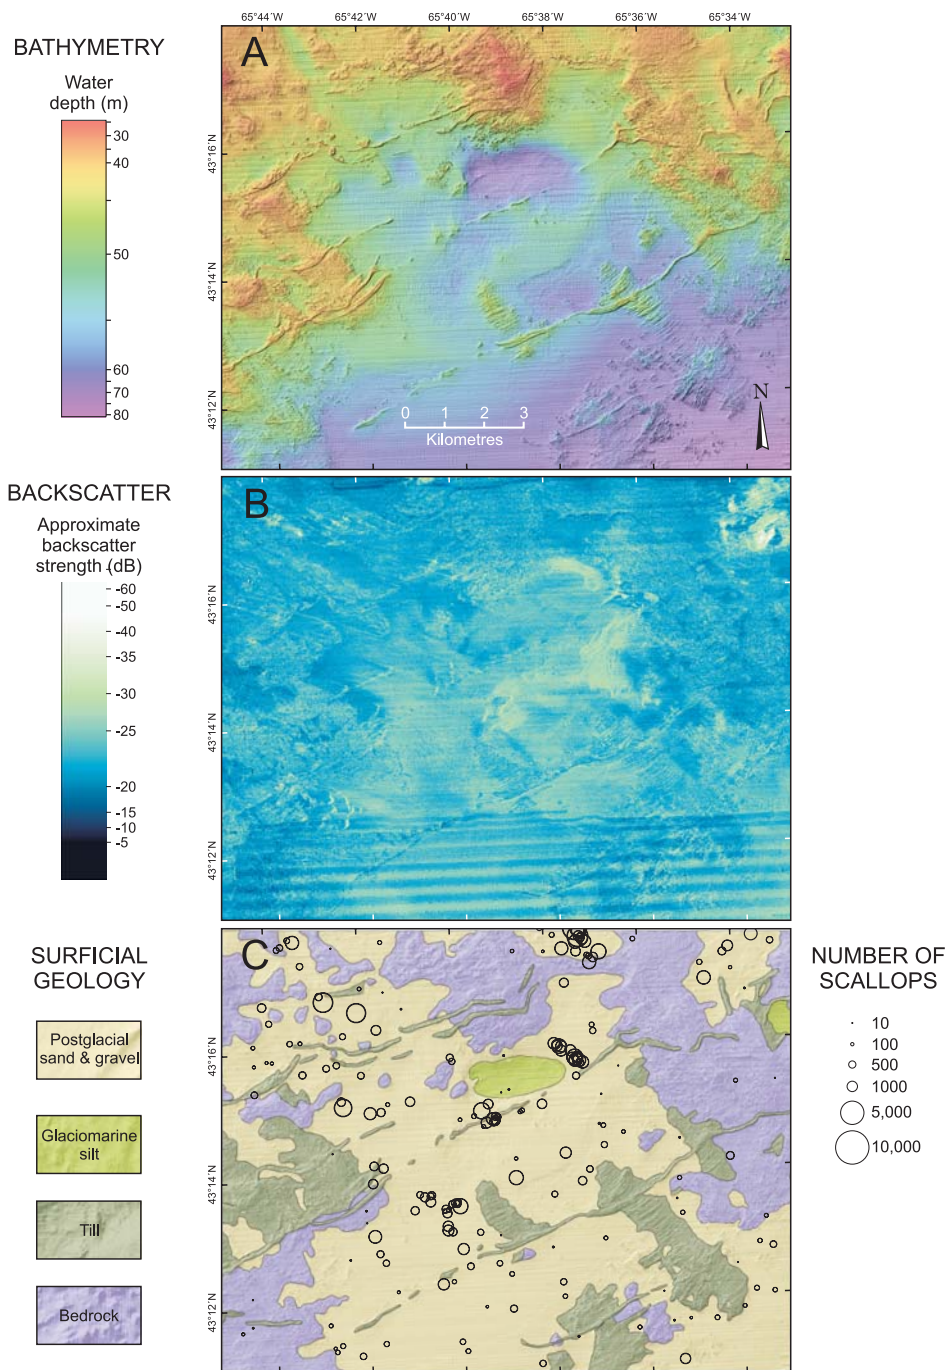 65°44'W 65°42'W 65°40'W 65°38'W 65°36'W 65°34'W
BATHYMETRY
Water
depth (m)
30
40
50
60
70
80
A
43°16'N
43°14'N
43°12'N
0 1 2 3
Kilometres
N
BACKSCATTER
Approximate
backscatter
strength (dB)
-60
-50
-40
-35
-30
-25
-20
-15
-10
-5
B
43°16'N
43°14'N
43°12'N
SURFICIAL
GEOLOGY
Postglacial
sand & gravel
Glaciomarine
silt
Till
Bedrock
C
43°16'N
43°14'N
43°12'N
NUMBER OF
SCALLOPS
10
100
500
1000
5,000
10,000